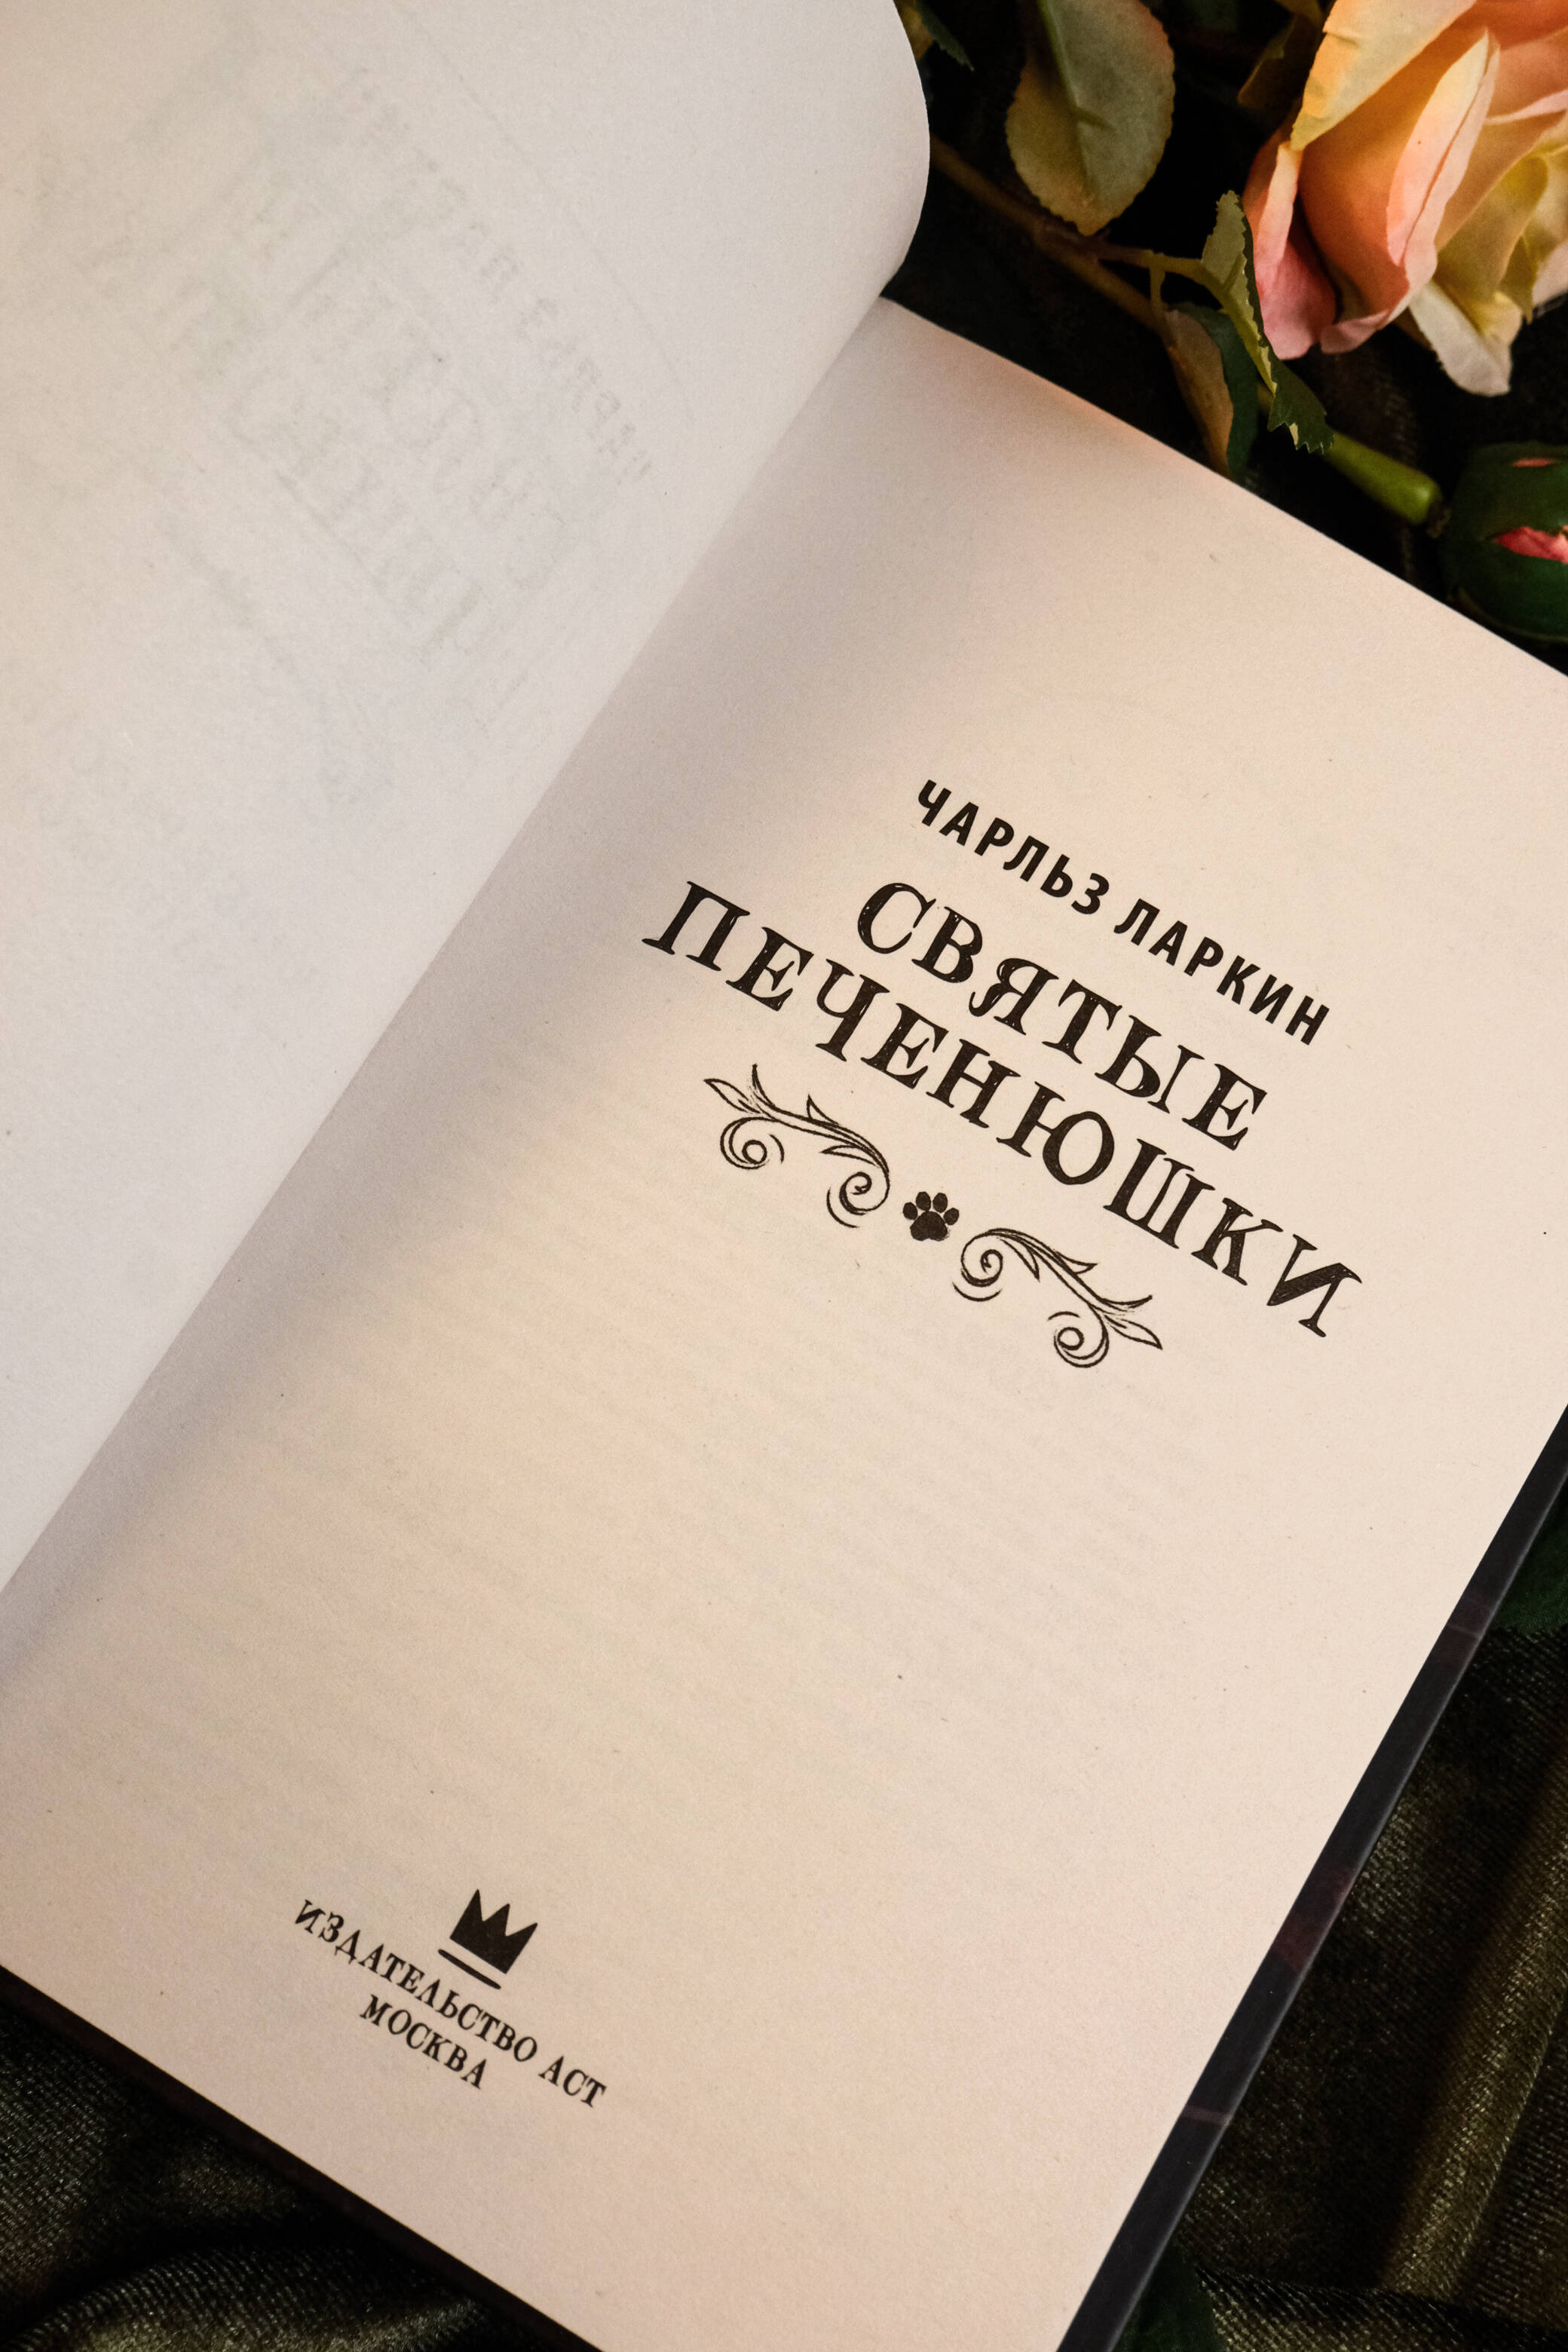 ЧАРЛЬЗ ЛАРКИН
СВЯТЫЕ
ПЕЧЕНЮШКИ
ИЗДАТЕЛЬСТВО АСТ
МОСКВА